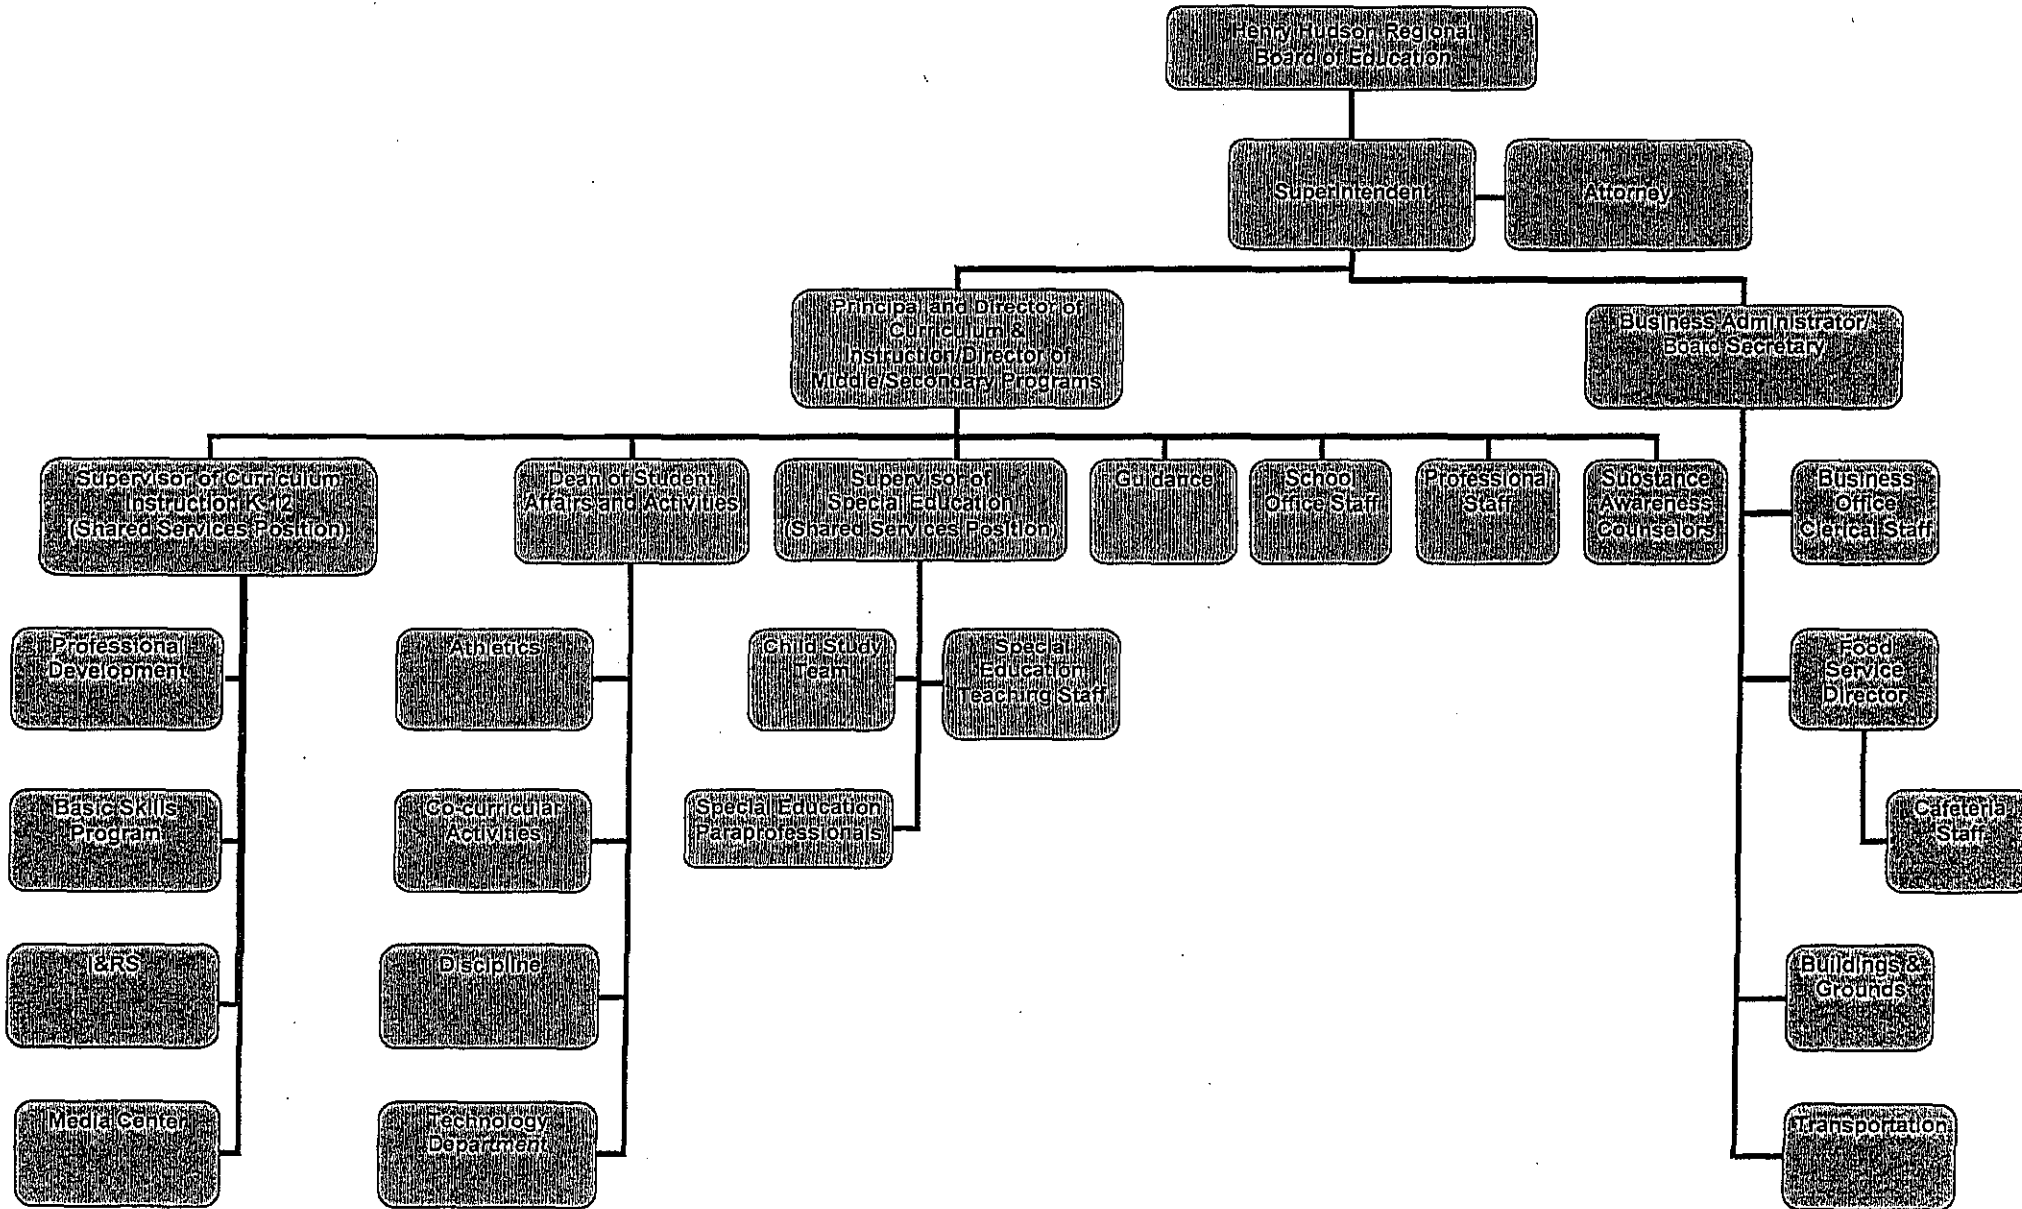 Henry Hudson Regional
Board of Education
Superintendent
Attorney
Principal and Director of
Curriculum &
Instruction/Director of
Middle/Secondary Programs
Business Administrator/
Board Secretary
Supervisor of Curriculum
Instruction K-12
(Shared Services Position)
Dean of Student
Affairs and Activities
Supervisor of
Special Education
(Shared Services Position)
Guidance
School
Office Staff
Professional
Staff
Substance
Awareness
Counselors
Business
Office
Clerical Staff
Professional
Development
Athletics
Child Study
Team
Special
Education
Teaching Staff
Food
Service
Director
Basic Skills
Program
Co-curricular
Activities
Special Education
Paraprofessionals
Cafeteria
Staff
I&RS
Discipline
Buildings &
Grounds
Media Center
Technology
Department
Transportation